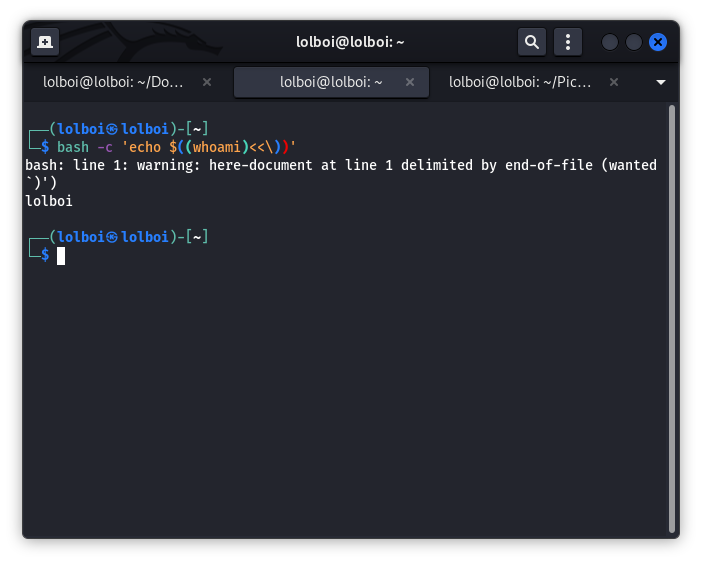 lolboi@lolboi: ~
lolboi@lolboi: ~/Do... × lolboi@lolboi: ~ × lolboi@lolboi: ~/Pic... ×
┌──(lolboi㉿lolboi)-[~]
└─$ bash -c 'echo $((whoami)<<\))'
bash: line 1: warning: here-document at line 1 delimited by end-of-file (wanted
`)')
lolboi
┌──(lolboi㉿lolboi)-[~]
└─$